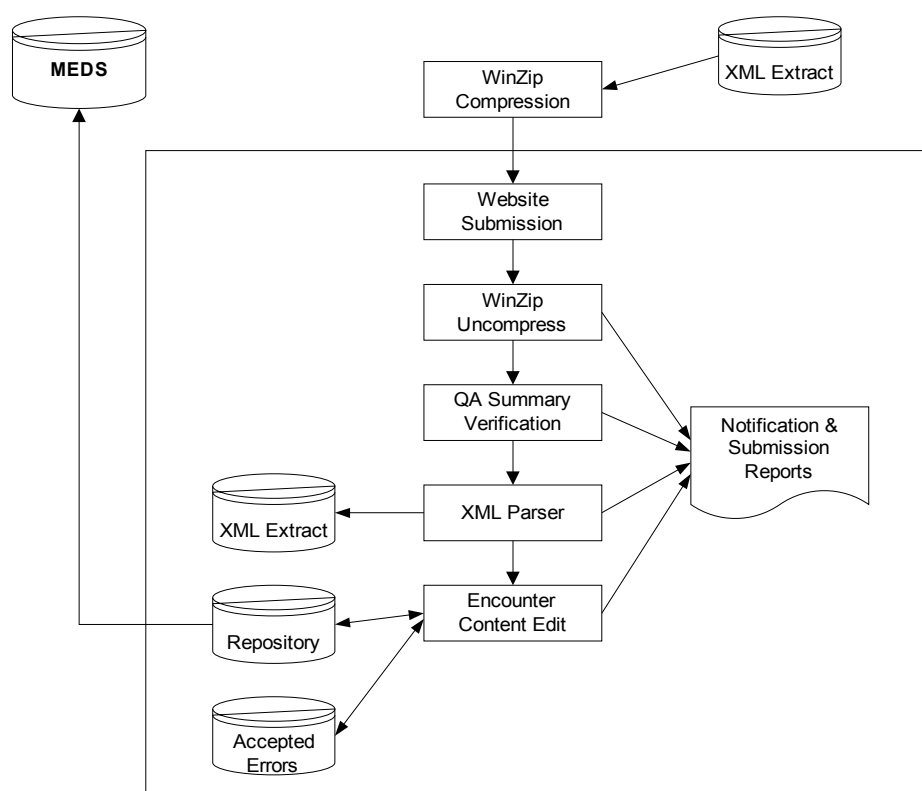 MEDS
WinZip
Compression
XML Extract
Website
Submission
WinZip
Uncompress
QA Summary
Verification
Notification &
Submission
Reports
XML Extract
XML Parser
Repository
Encounter
Content Edit
Accepted
Errors